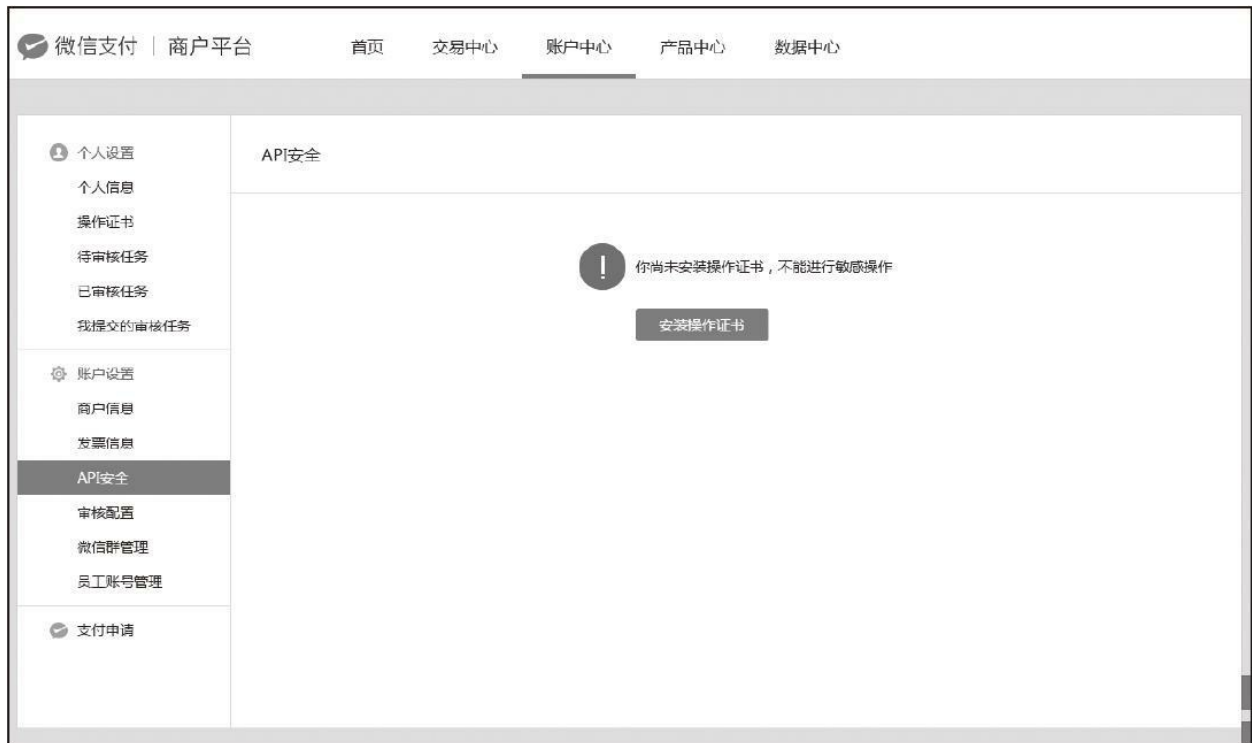 微信支付 | 商户平台 首页 交易中心 账户中心 产品中心 数据中心
个人设置
个人信息
操作证书
待审核任务
已审核任务
我提交的审核任务
账户设置
商户信息
发票信息
API安全
审核配置
微信群管理
员工账号管理
支付申请
API安全
你尚未安装操作证书，不能进行敏感操作
安装操作证书